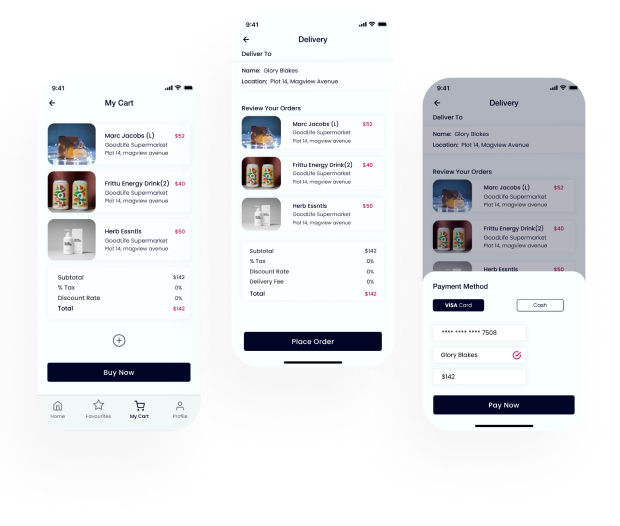 9:41
My Cart
Marc Jacobs (L) $52
GoodLife Supermarket
Plot 14, magview avenue
Frittu Energy Drink(2) $40
GoodLife Supermarket
Plot 14, magview avenue
Herb Essntls $50
GoodLife Supermarket
Plot 14, magview avenue
Subtotal $142
% Tax 0%
Discount Rate 0%
Total $142
Buy Now
Home Favourites My Cart Profile
9:41
Delivery
Deliver To
Name: Glory Blakes
Location: Plot 14, Magview Avenue
Review Your Orders
Marc Jacobs (L) $52
GoodLife Supermarket
Plot 14, magview avenue
Frittu Energy Drink(2) $40
GoodLife Supermarket
Plot 14, magview avenue
Herb Essntls $50
GoodLife Supermarket
Plot 14, magview avenue
Subtotal $142
% Tax 0%
Discount Rate 0%
Delivery Fee 0%
Total $142
Place Order
9:41
Delivery
Deliver To
Name: Glory Blakes
Location: Plot 14, Magview Avenue
Review Your Orders
Marc Jacobs (L) $52
GoodLife Supermarket
Plot 14, magview avenue
Frittu Energy Drink(2) $40
GoodLife Supermarket
Plot 14, magview avenue
Herb Essntls $50
Payment Method
VISA Card Cash
**** **** **** 7508
Glory Blakes
$142
Pay Now